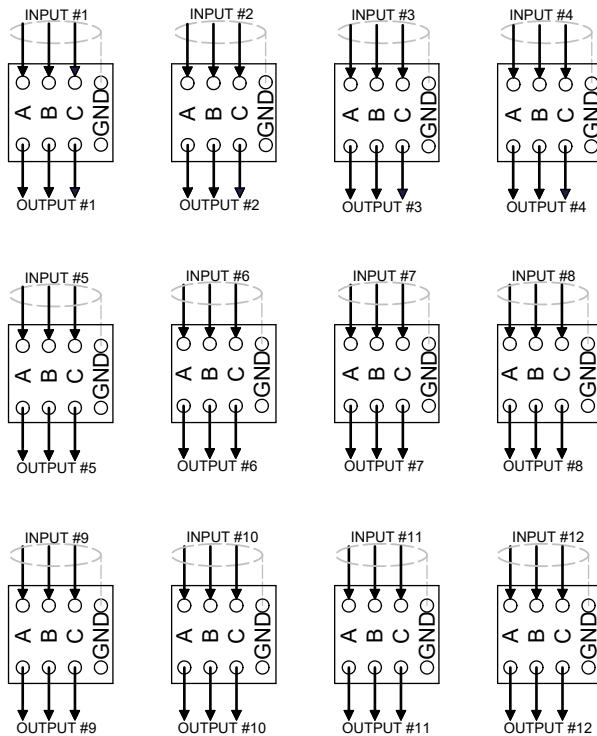 INPUT #1 INPUT #2 INPUT #3 INPUT #4
A B C GND A B C GND A B C GND A B C GND
OUTPUT #1 OUTPUT #2 OUTPUT #3 OUTPUT #4
INPUT #5 INPUT #6 INPUT #7 INPUT #8
A B C GND A B C GND A B C GND A B C GND
OUTPUT #5 OUTPUT #6 OUTPUT #7 OUTPUT #8
INPUT #9 INPUT #10 INPUT #11 INPUT #12
A B C GND A B C GND A B C GND A B C GND
OUTPUT #9 OUTPUT #10 OUTPUT #11 OUTPUT #12